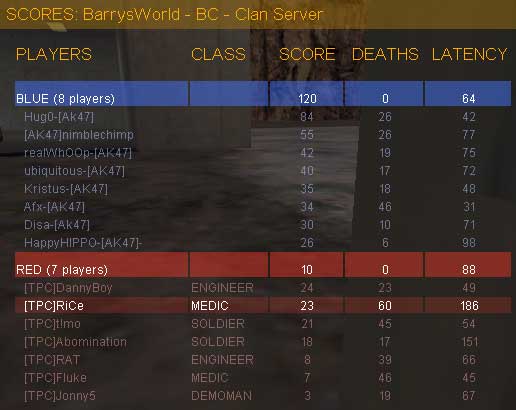 SCORES: BarrysWorld - BC - Clan Server
PLAYERS CLASS SCORE DEATHS LATENCY
BLUE (8 players) 120 0 64
Hug0-[Ak47] 84 26 42
[AK47]nimblechimp 55 26 77
realWhOOp-[AK47] 42 19 75
ubiquitous-[AK47] 40 17 72
Kristus-[AK47] 35 18 48
Afx-[AK47] 34 46 31
Disa-[Ak47] 30 10 71
HappyHIPPO-[AK47]- 26 6 98
RED (7 players) 10 0 88
[TPC]DannyBoy ENGINEER 24 23 49
[TPC]RiCe MEDIC 23 60 186
[TPC]t!mo SOLDIER 21 45 54
[TPC]Abomination SOLDIER 18 17 151
[TPC]RAT ENGINEER 8 39 66
[TPC]Fluke MEDIC 7 46 45
[TPC]Jonny5 DEMOMAN 3 19 67